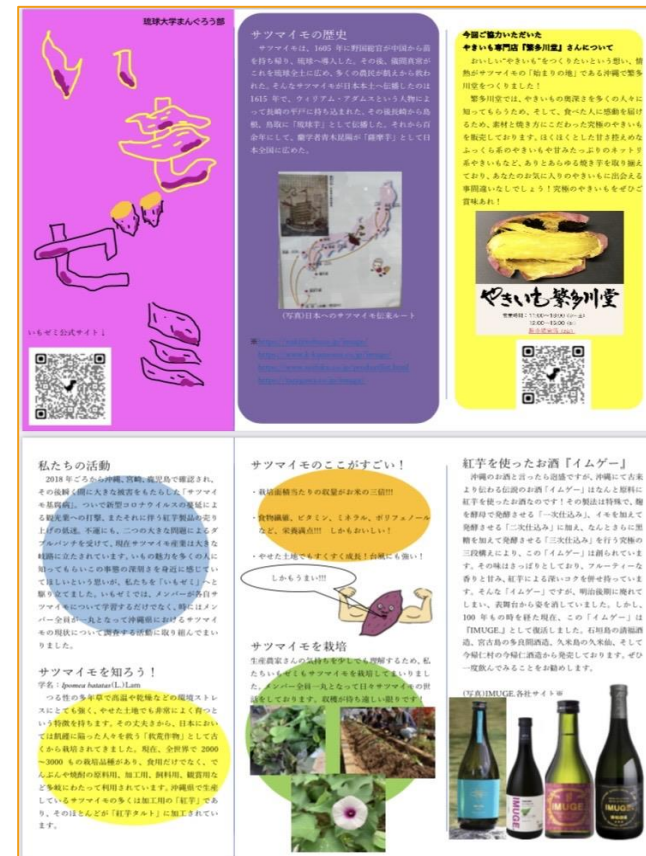 琉球大学まんぐろう部
いもゼミ
いもゼミ公式サイト↓
サツマイモの歴史
サツマイモは、1605 年に野国総官が中国から苗
を持ち帰り、琉球へ導入した。その後、儀間真常が
これを琉球全土に広め、多くの農民が飢えから救わ
れた。そんなサツマイモが日本本土へ伝来したのは
1615 年で、ウィリアム・アダムスという人物によ
って長崎の平戸に持ち込まれた。その後長崎から島
根、鳥取に「琉球芋」として伝播した。それから百
余年にして、蘭学者青木昆陽が「薩摩芋」として日
本全国に広めた。
(写真)日本へのサツマイモ伝来ルート
今回ご協力いただいた
やきいも専門店『繁多川堂』さんについて
おいしい"やきいも"をつくりたいという想い、情
熱がサツマイモの「始まりの地」である沖縄で繁多
川堂をつくりました！
繁多川堂では、やきいもの奥深さを多くの人々に
知ってもらうため、そして、食べた人に感動を届け
るため、素材と焼き方にこだわった究極のやきいも
を販売しております。ほくほくとした甘さ控えめな
ふっくら系のやきいもや甘みたっぷりのネットリ
系やきいもなど、ありとあらゆる焼き芋を取り揃え
ており、あなたのお気に入りのやきいもに出会える
事間違いなしでしょう！究極のやきいもをぜひご
賞味あれ！
やきいも繁多川堂
私たちの活動
2018 年ごろから沖縄、宮崎、鹿児島で確認され、
その後瞬く間に大きな被害をもたらした「サツマイ
モ基腐病」。ついで新型コロナウイルスの蔓延によ
る観光業への打撃、またそれに伴う紅芋製品の売り
上げの低迷。不運にも、二つの大きな問題によるダ
ブルパンチを受けて、現在サツマイモ産業は大きな
岐路に立たされています。いもの魅力を多くの人に
知ってもらいこの事態の深刻さを身近に感じてい
てほしいという思いが、私たちを「いもゼミ」へと
駆り立てました。いもゼミでは、メンバーが各自サ
ツマイモについて学習するだけでなく、時にはメン
バー全員が一丸となって沖縄県におけるサツマイ
モの現状について調査する活動に取り組んでまい
りました。
サツマイモを知ろう！
学名：Ipomea batatas(L.)Lam
つる性の多年草で高温や乾燥などの環境ストレ
スにとても強く、やせた土地でも非常によく育つと
いう特徴を持ちます。その丈夫さから、日本におい
ては飢饉に陥った人々を救う「救荒作物」として古
くから栽培されてきました。現在、全世界で 2000
~3000 もの栽培品種があり、食用だけでなく、で
んぷんや焼酎の原料用、加工用、飼料用、観賞用な
ど多岐にわたって利用されています。沖縄県で生産
しているサツマイモの多くは加工用の「紅芋」であ
り、そのほとんどが「紅芋タルト」に加工されてい
ます。
サツマイモのここがすごい！
・栽培面積当たりの収量がお米の三倍!!!
・食物繊維、ビタミン、ミネラル、ポリフェノール
など、栄養満点!!! しかもおいしい！
・やせた土地でもすくすく成長！台風にも強い！
しかもうまい!!!
サツマイモを栽培
生産農家さんの気持ちを少しでも理解するため、私
たちいもゼミもサツマイモを栽培してまいりまし
た。メンバー全員一丸となって日々サツマイモの世
話をしております。収穫が待ち遠しい限りです！
紅芋を使ったお酒『イムゲー』
沖縄のお酒と言ったら泡盛ですが、沖縄にて古来
より伝わる伝説のお酒「イムゲー」はなんと原料に
紅芋を使ったお酒なのです！その製法は特殊で、麹
を酵母で発酵させる「一次仕込み」、イモを加えて
発酵させる「二次仕込み」に加え、なんとさらに黒
糖を加えて発酵させる「三次仕込み」を行う究極の
三段構えにより、この「イムゲー」は創られていま
す。その味はさっぱりとしており、フルーティーな
香りと甘み、紅芋による深いコクを併せ持っていま
す。そんな「イムゲー」ですが、明治後期に廃れて
しまい、表舞台から姿を消していました。しかし、
100 年もの時を経た現在、この「イムゲー」は
『IMUGE.』として復活しました。石垣島の請福酒
造、宮古島の多良間酒造、久米島の久米仙、そして
今帰仁村の今帰仁酒造から発売しております。ぜひ
一度飲んでみることをお勧めします。
(写真)IMUGE.各社サイト※
IMUGE.
IMUGE.
IMUGE.